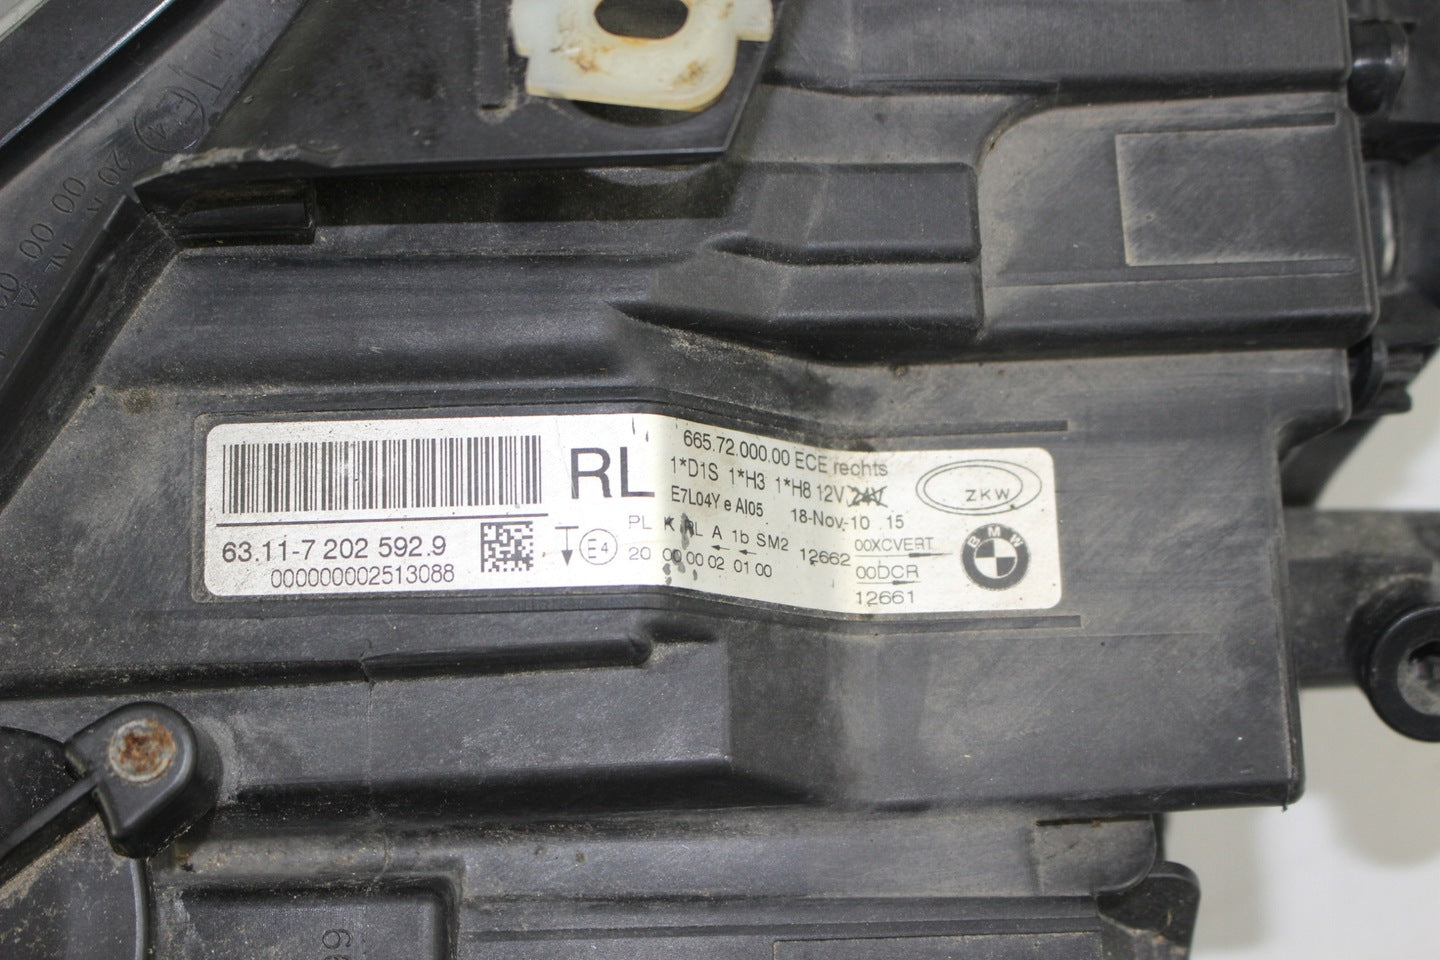 RL
665.72.000.00 ECE rechts
1*D1S 1*H3 1*H8 12V 24V
E7L04Y e AI05 18-Nov-10 15
ZKW
63.11-7 202 592.9
000000002513088
E4
PL K RL A 1b SM2 12662
20 00 00 02 01 00
00XCVERT
00DCR
12661
BMW